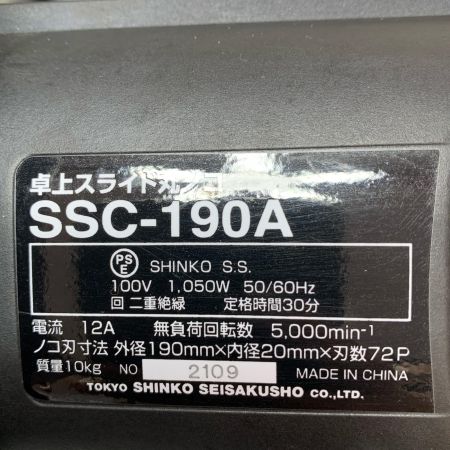 卓上スライド丸ノコ
SSC-190A
PSE SHINKO S.S.
100V 1,050W 50/60Hz
回 二重絶縁 定格時間30分
電流 12A 無負荷回転数 5,000min-1
ノコ刃寸法 外径190mm×内径20mm×刃数72P
質量10kg NO 2109 MADE IN CHINA
TOKYO SHINKO SEISAKUSHO CO.,LTD.